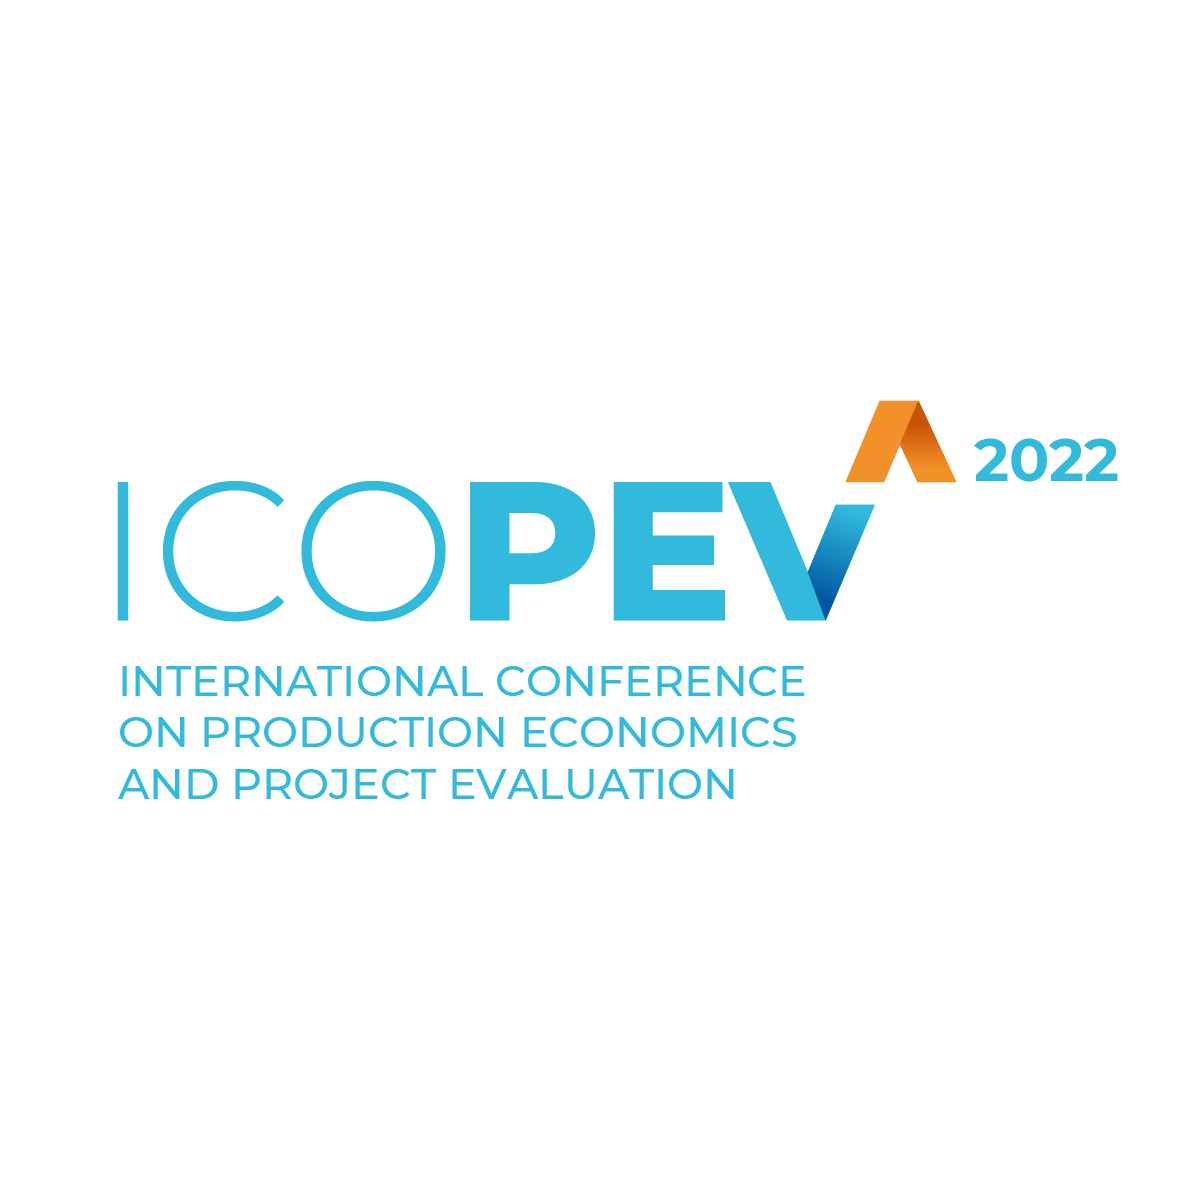 ICOPEV 2022
INTERNATIONAL CONFERENCE
ON PRODUCTION ECONOMICS
AND PROJECT EVALUATION